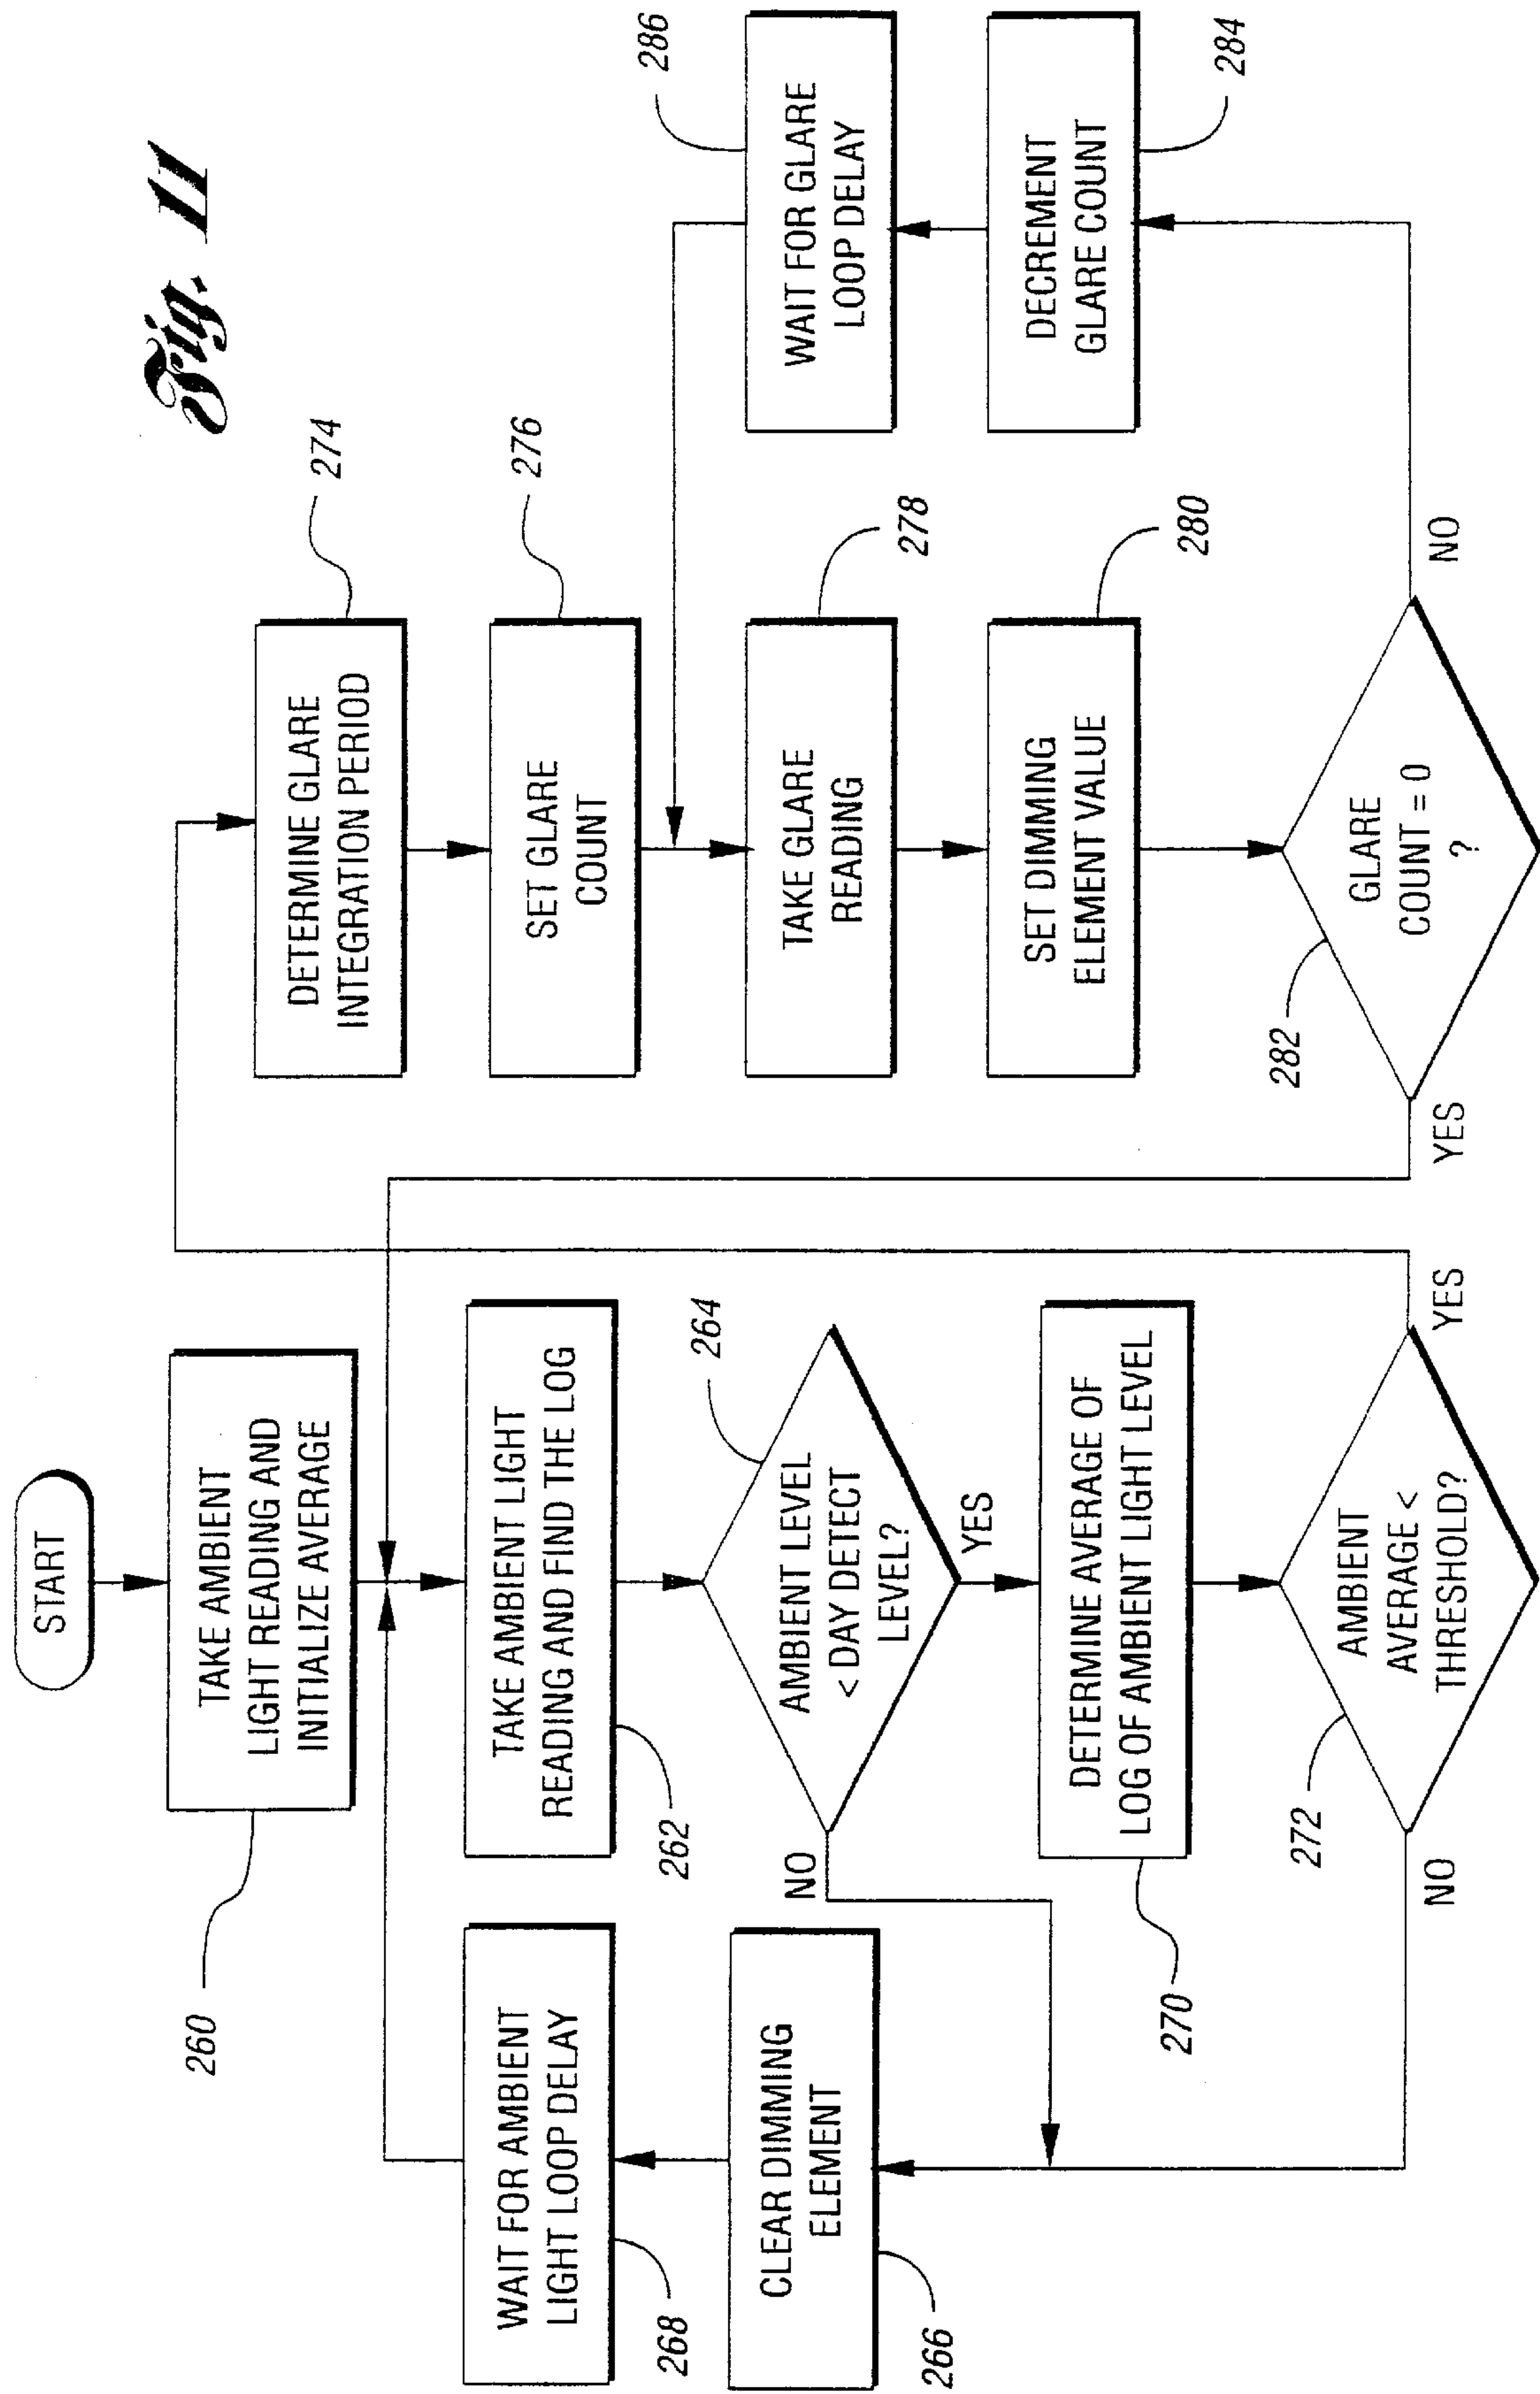 Fig. 11
START
TAKE AMBIENT
LIGHT READING AND
INITIALIZE AVERAGE
260
TAKE AMBIENT LIGHT
READING AND FIND THE LOG
262
AMBIENT LEVEL
< DAY DETECT
LEVEL?
264
NO
YES
WAIT FOR AMBIENT
LIGHT LOOP DELAY
268
CLEAR DIMMING
ELEMENT
266
DETERMINE AVERAGE OF
LOG OF AMBIENT LIGHT LEVEL
270
AMBIENT
AVERAGE <
THRESHOLD?
272
NO
YES
DETERMINE GLARE
INTEGRATION PERIOD
274
SET GLARE
COUNT
276
TAKE GLARE
READING
278
SET DIMMING
ELEMENT VALUE
280
GLARE
COUNT = 0
?
282
YES
NO
WAIT FOR GLARE
LOOP DELAY
286
DECREMENT
GLARE COUNT
284